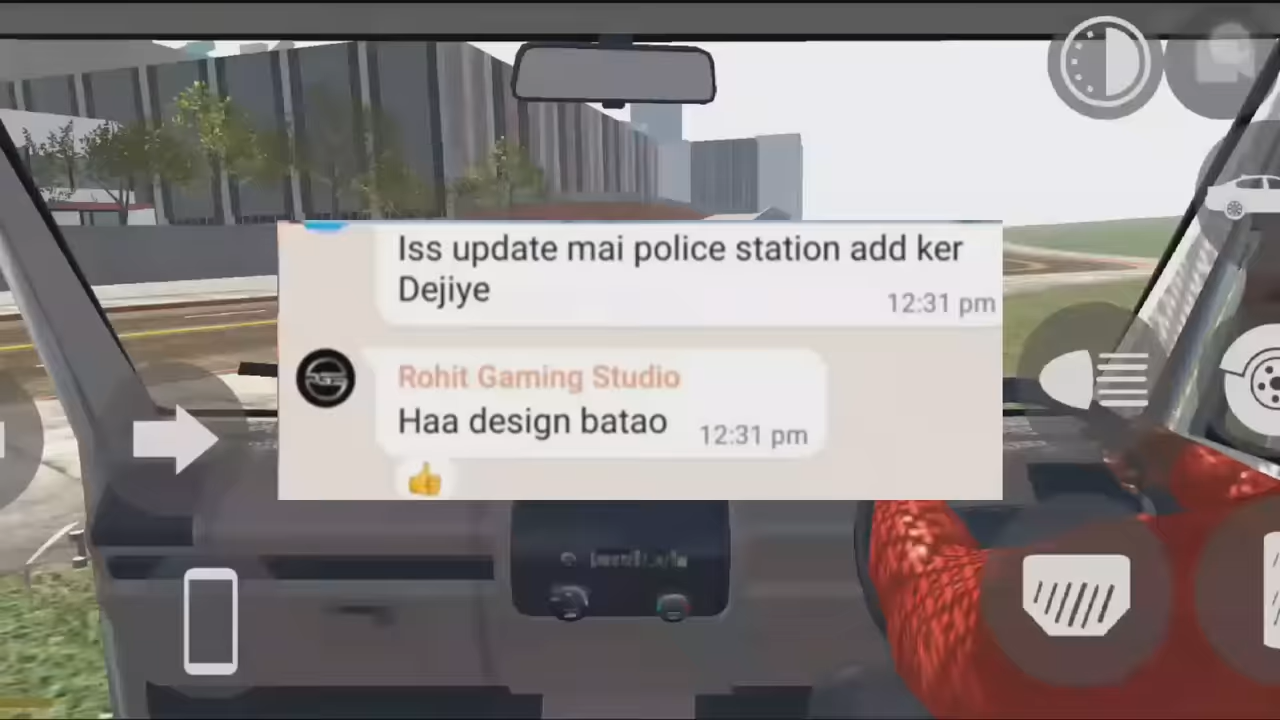 Iss update mai police station add ker
Dejiye
12:31 pm
Rohit Gaming Studio
Haa design batao
12:31 pm